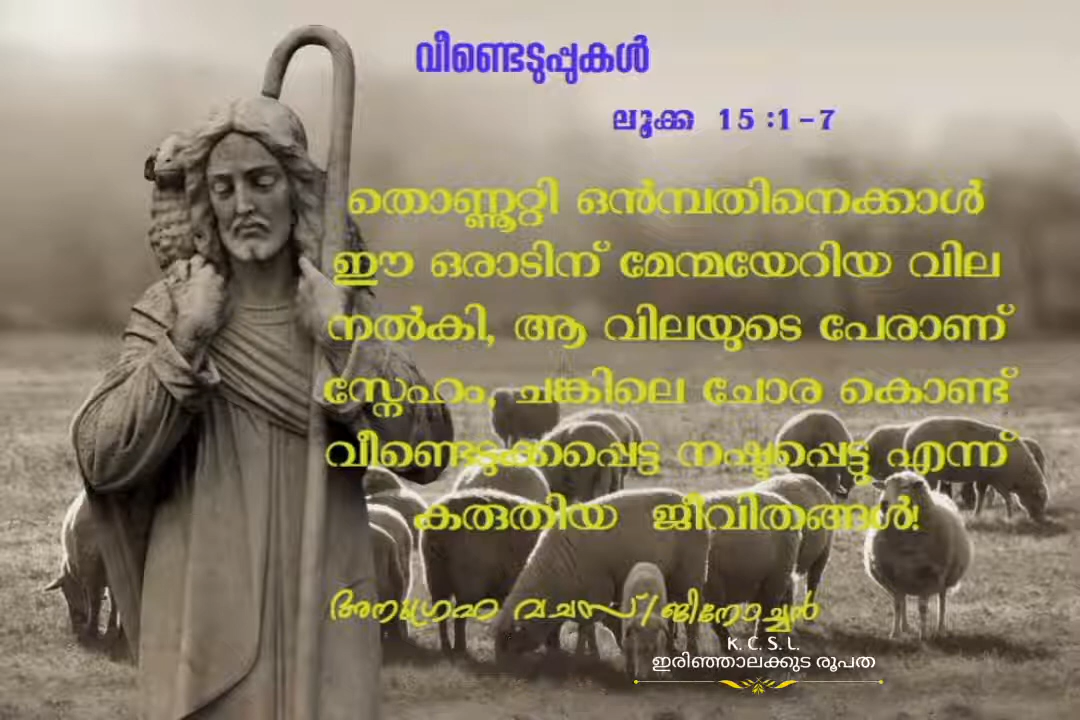 വീണ്ടെടുപ്പുകൾ
ലൂക്ക 15 :1-7
തൊണ്ണൂറ്റി ഒൻമ്പതിനെക്കാൾ
ഈ ഒരാടിന് മേന്മയേറിയ വില
നൽകി, ആ വിലയുടെ പേരാണ്
സ്നേഹം, ചങ്കിലെ ചോര കൊണ്ട്
വീണ്ടെടുക്കപ്പെട്ട നഷ്ടപ്പെട്ടു എന്ന്
കരുതിയ ജീവിതങ്ങൾ!
അനുഗ്രഹ വചസ്/ജിനോച്ചൻ
K. C. S. L.
ഇരിഞ്ഞാലക്കുട രൂപത